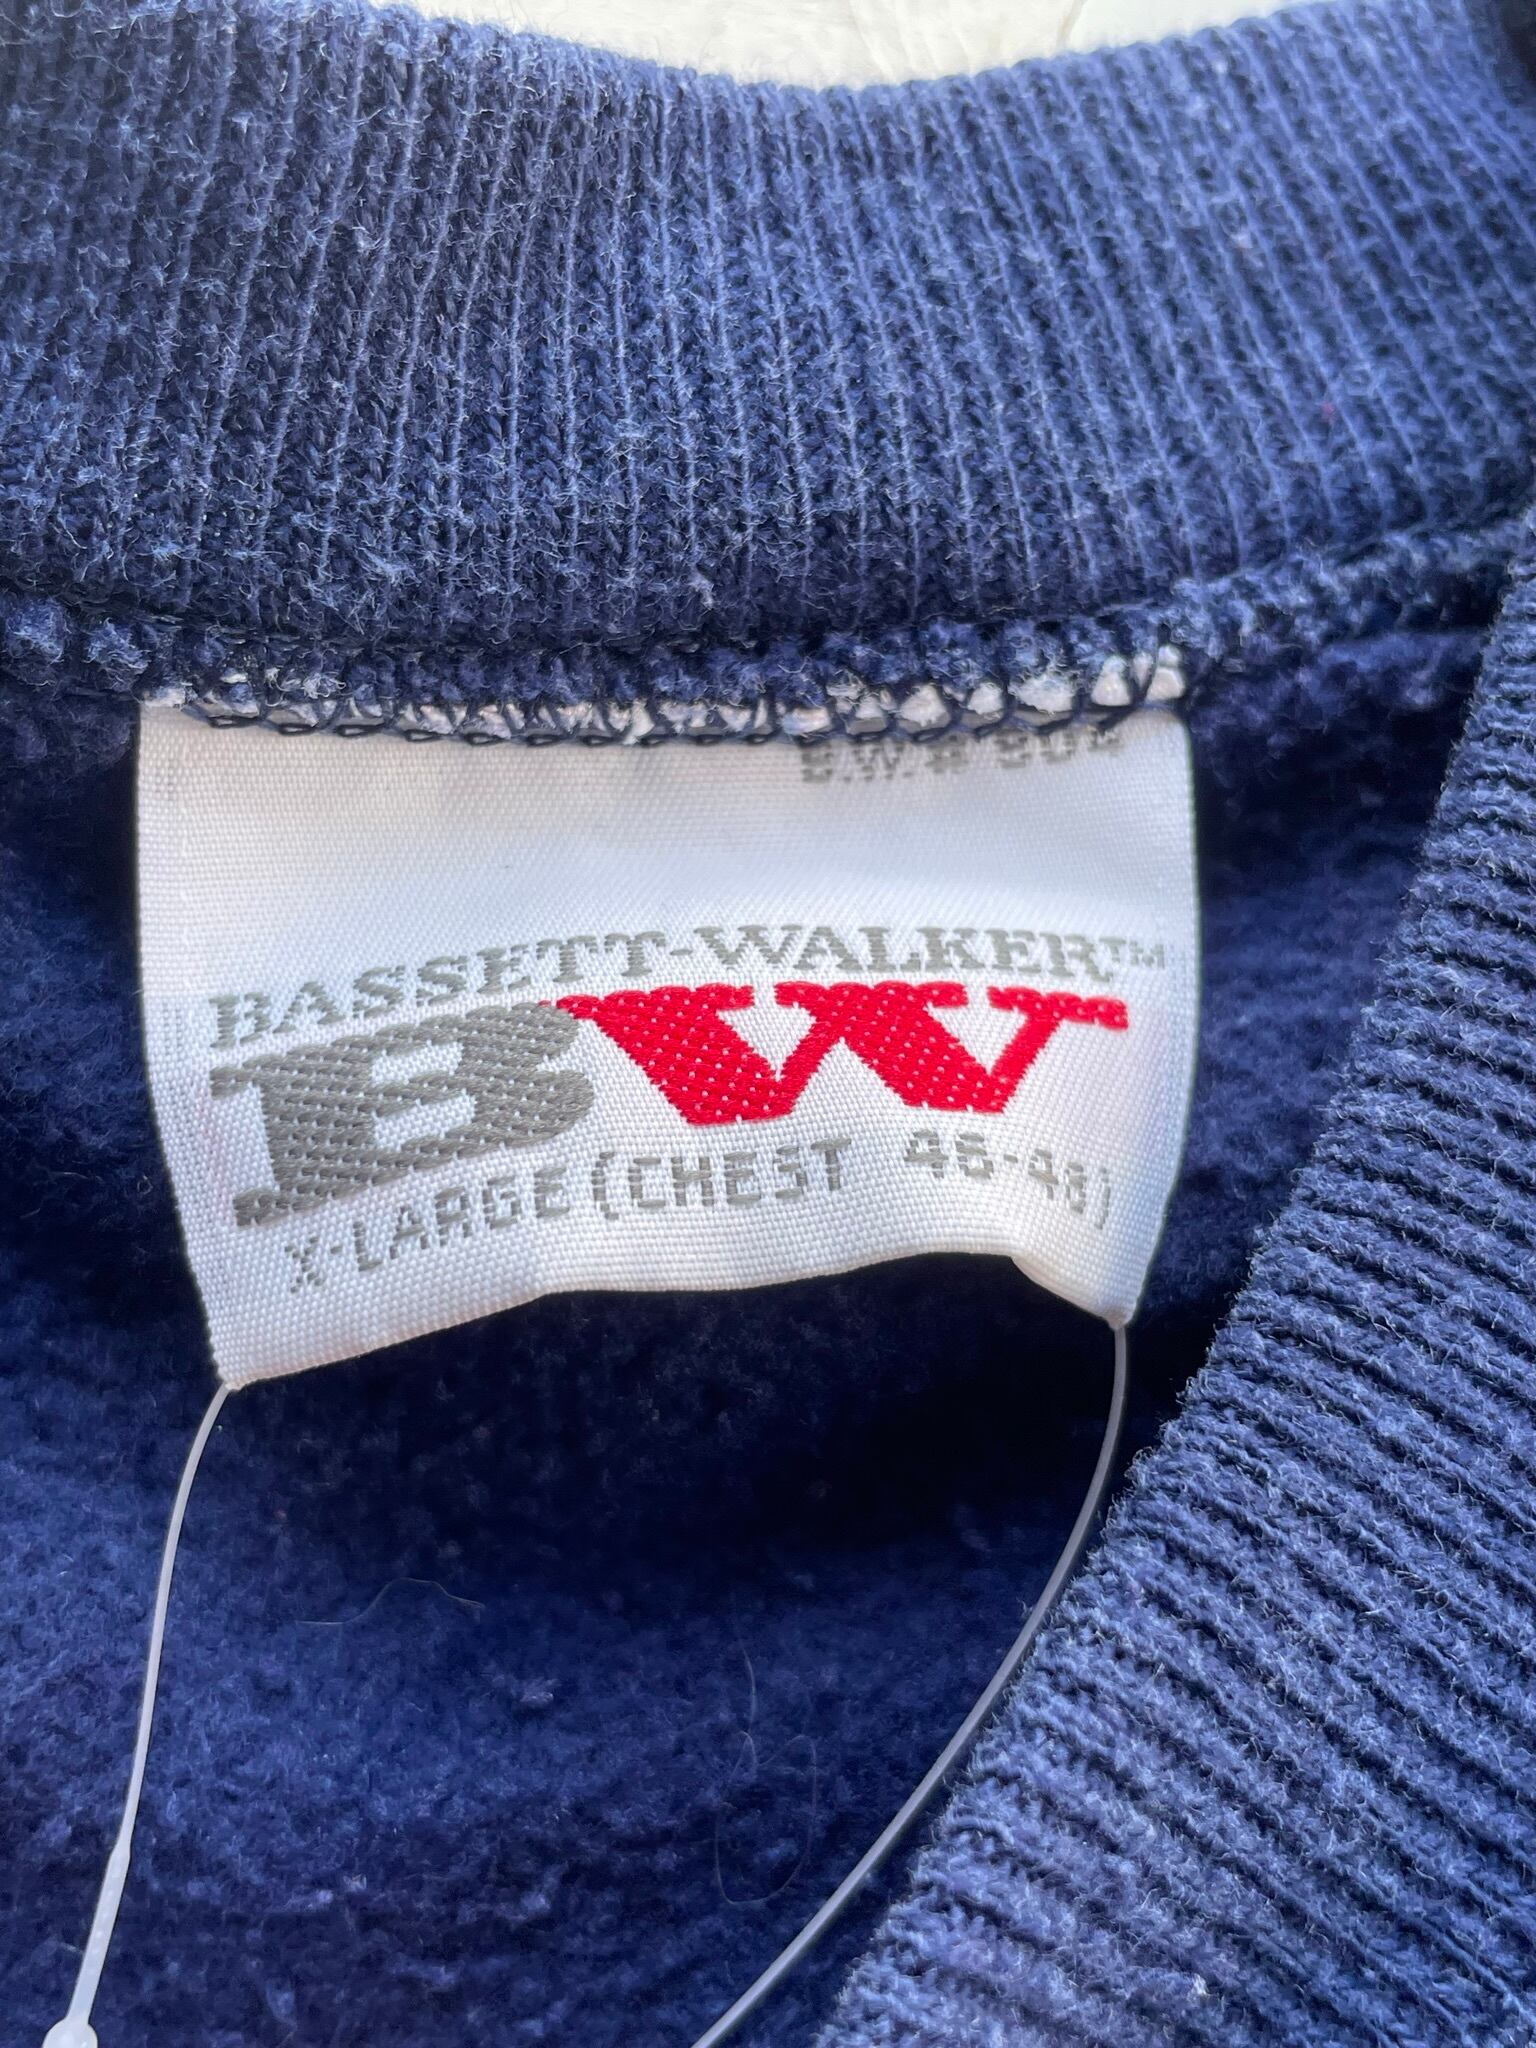 BASSETT-WALKER™
BW
X-LARGE (CHEST 46-48)